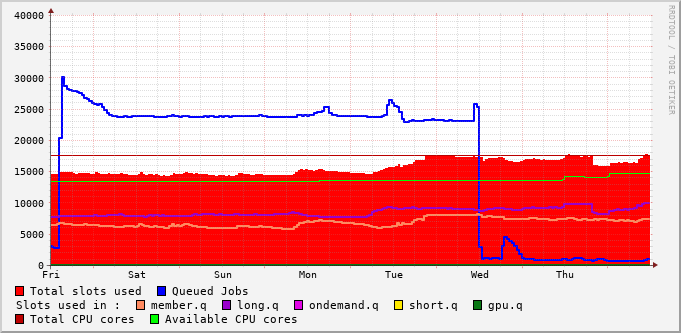 40000
35000
30000
25000
20000
15000
10000
5000
0
Fri Sat Sun Mon Tue Wed Thu
Total slots used Queued Jobs
Slots used in : member.q long.q ondemand.q short.q gpu.q
Total CPU cores Available CPU cores
RRDTOOL / TOBI OETIKER